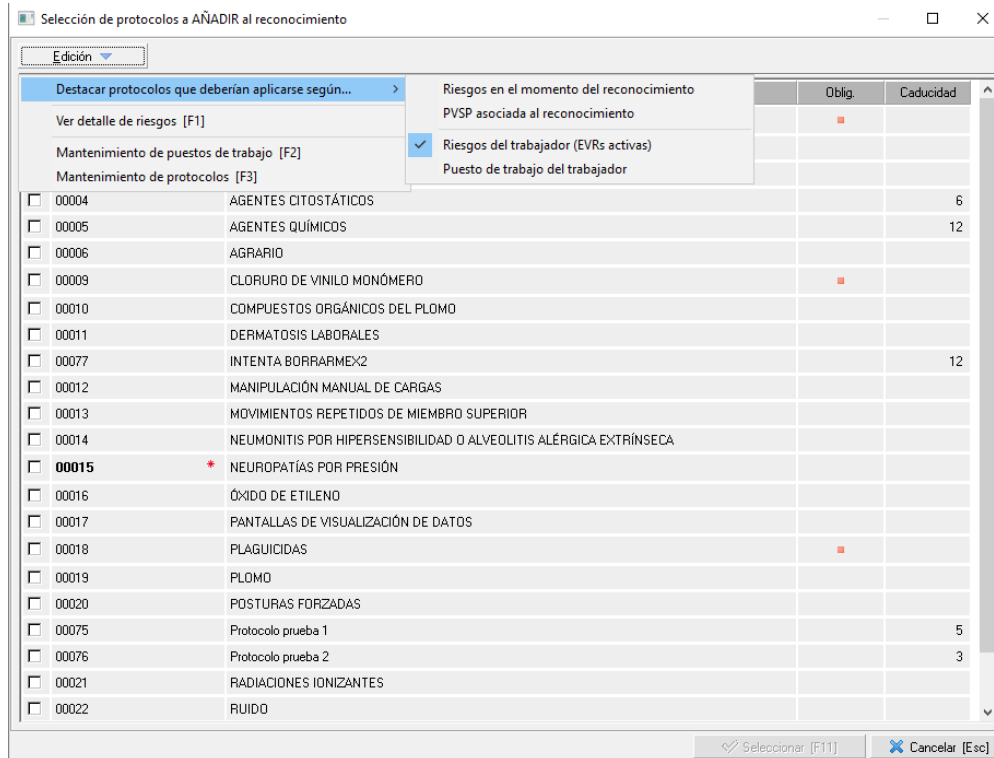 Selección de protocolos a AÑADIR al reconocimiento
Edición
Destacar protocolos que deberían aplicarse según... >
Ver detalle de riesgos [F1]
Mantenimiento de puestos de trabajo [F2]
Mantenimiento de protocolos [F3]
Riesgos en el momento del reconocimiento
PVSP asociada al reconocimiento
Riesgos del trabajador (EVRs activas)
Puesto de trabajo del trabajador
Oblig. Caducidad
00004 AGENTES CITOSTÁTICOS 6
00005 AGENTES QUÍMICOS 12
00006 AGRARIO
00009 CLORURO DE VINILO MONÓMERO
00010 COMPUESTOS ORGÁNICOS DEL PLOMO
00011 DERMATOSIS LABORALES
00077 INTENTA BORRARMEX2 12
00012 MANIPULACIÓN MANUAL DE CARGAS
00013 MOVIMIENTOS REPETIDOS DE MIEMBRO SUPERIOR
00014 NEUMONITIS POR HIPERSENSIBILIDAD O ALVEOLITIS ALÉRGICA EXTRÍNSECA
00015 * NEUROPATÍAS POR PRESIÓN
00016 ÓXIDO DE ETILENO
00017 PANTALLAS DE VISUALIZACIÓN DE DATOS
00018 PLAGUICIDAS
00019 PLOMO
00020 POSTURAS FORZADAS
00075 Protocolo prueba 1 5
00076 Protocolo prueba 2 3
00021 RADIACIONES IONIZANTES
00022 RUIDO
Seleccionar [F11] Cancelar [Esc]